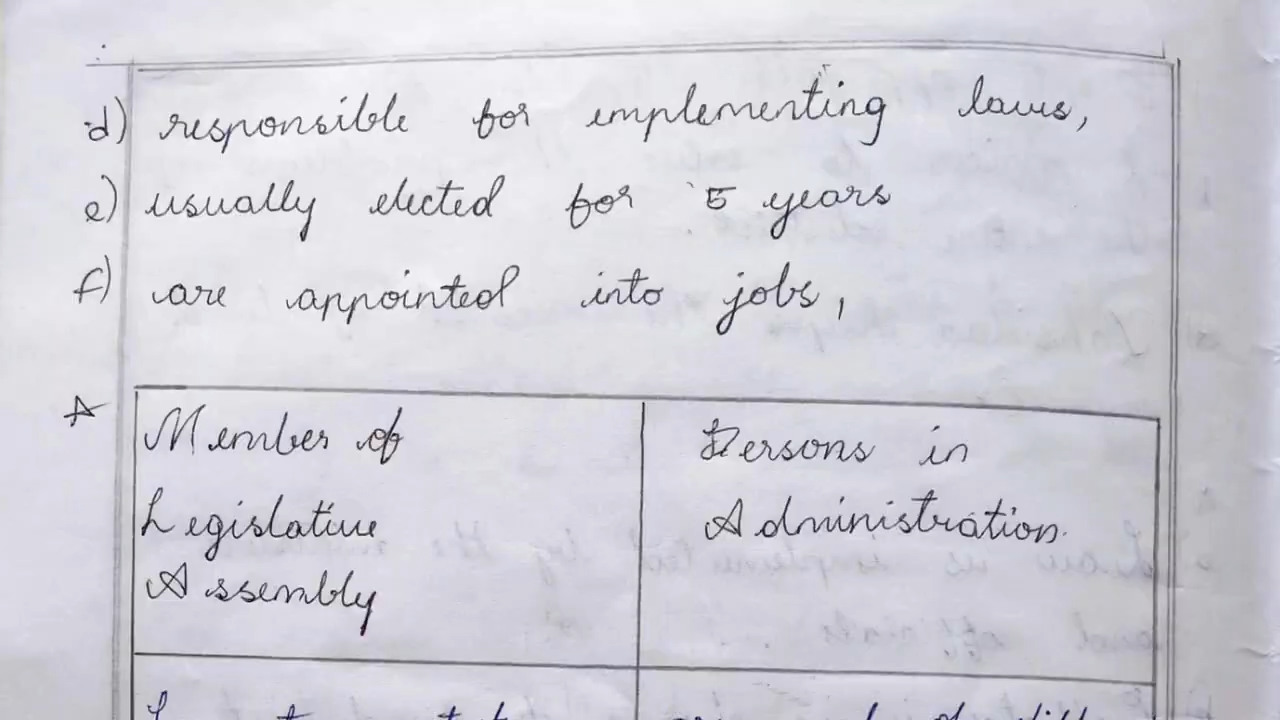 d) responsible for implementing laws,
e) usually elected for 5 years
f) are appointed into jobs,
A
Member of
Legislative
Assembly
Persons in
Administration.